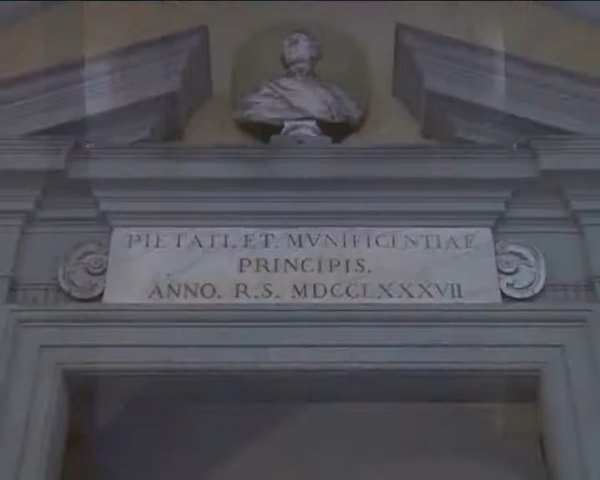 PIETATI. ET. MVNIFICENTIAE
PRINCIPIS.
ANNO. R. S. MDCCLXXXVII